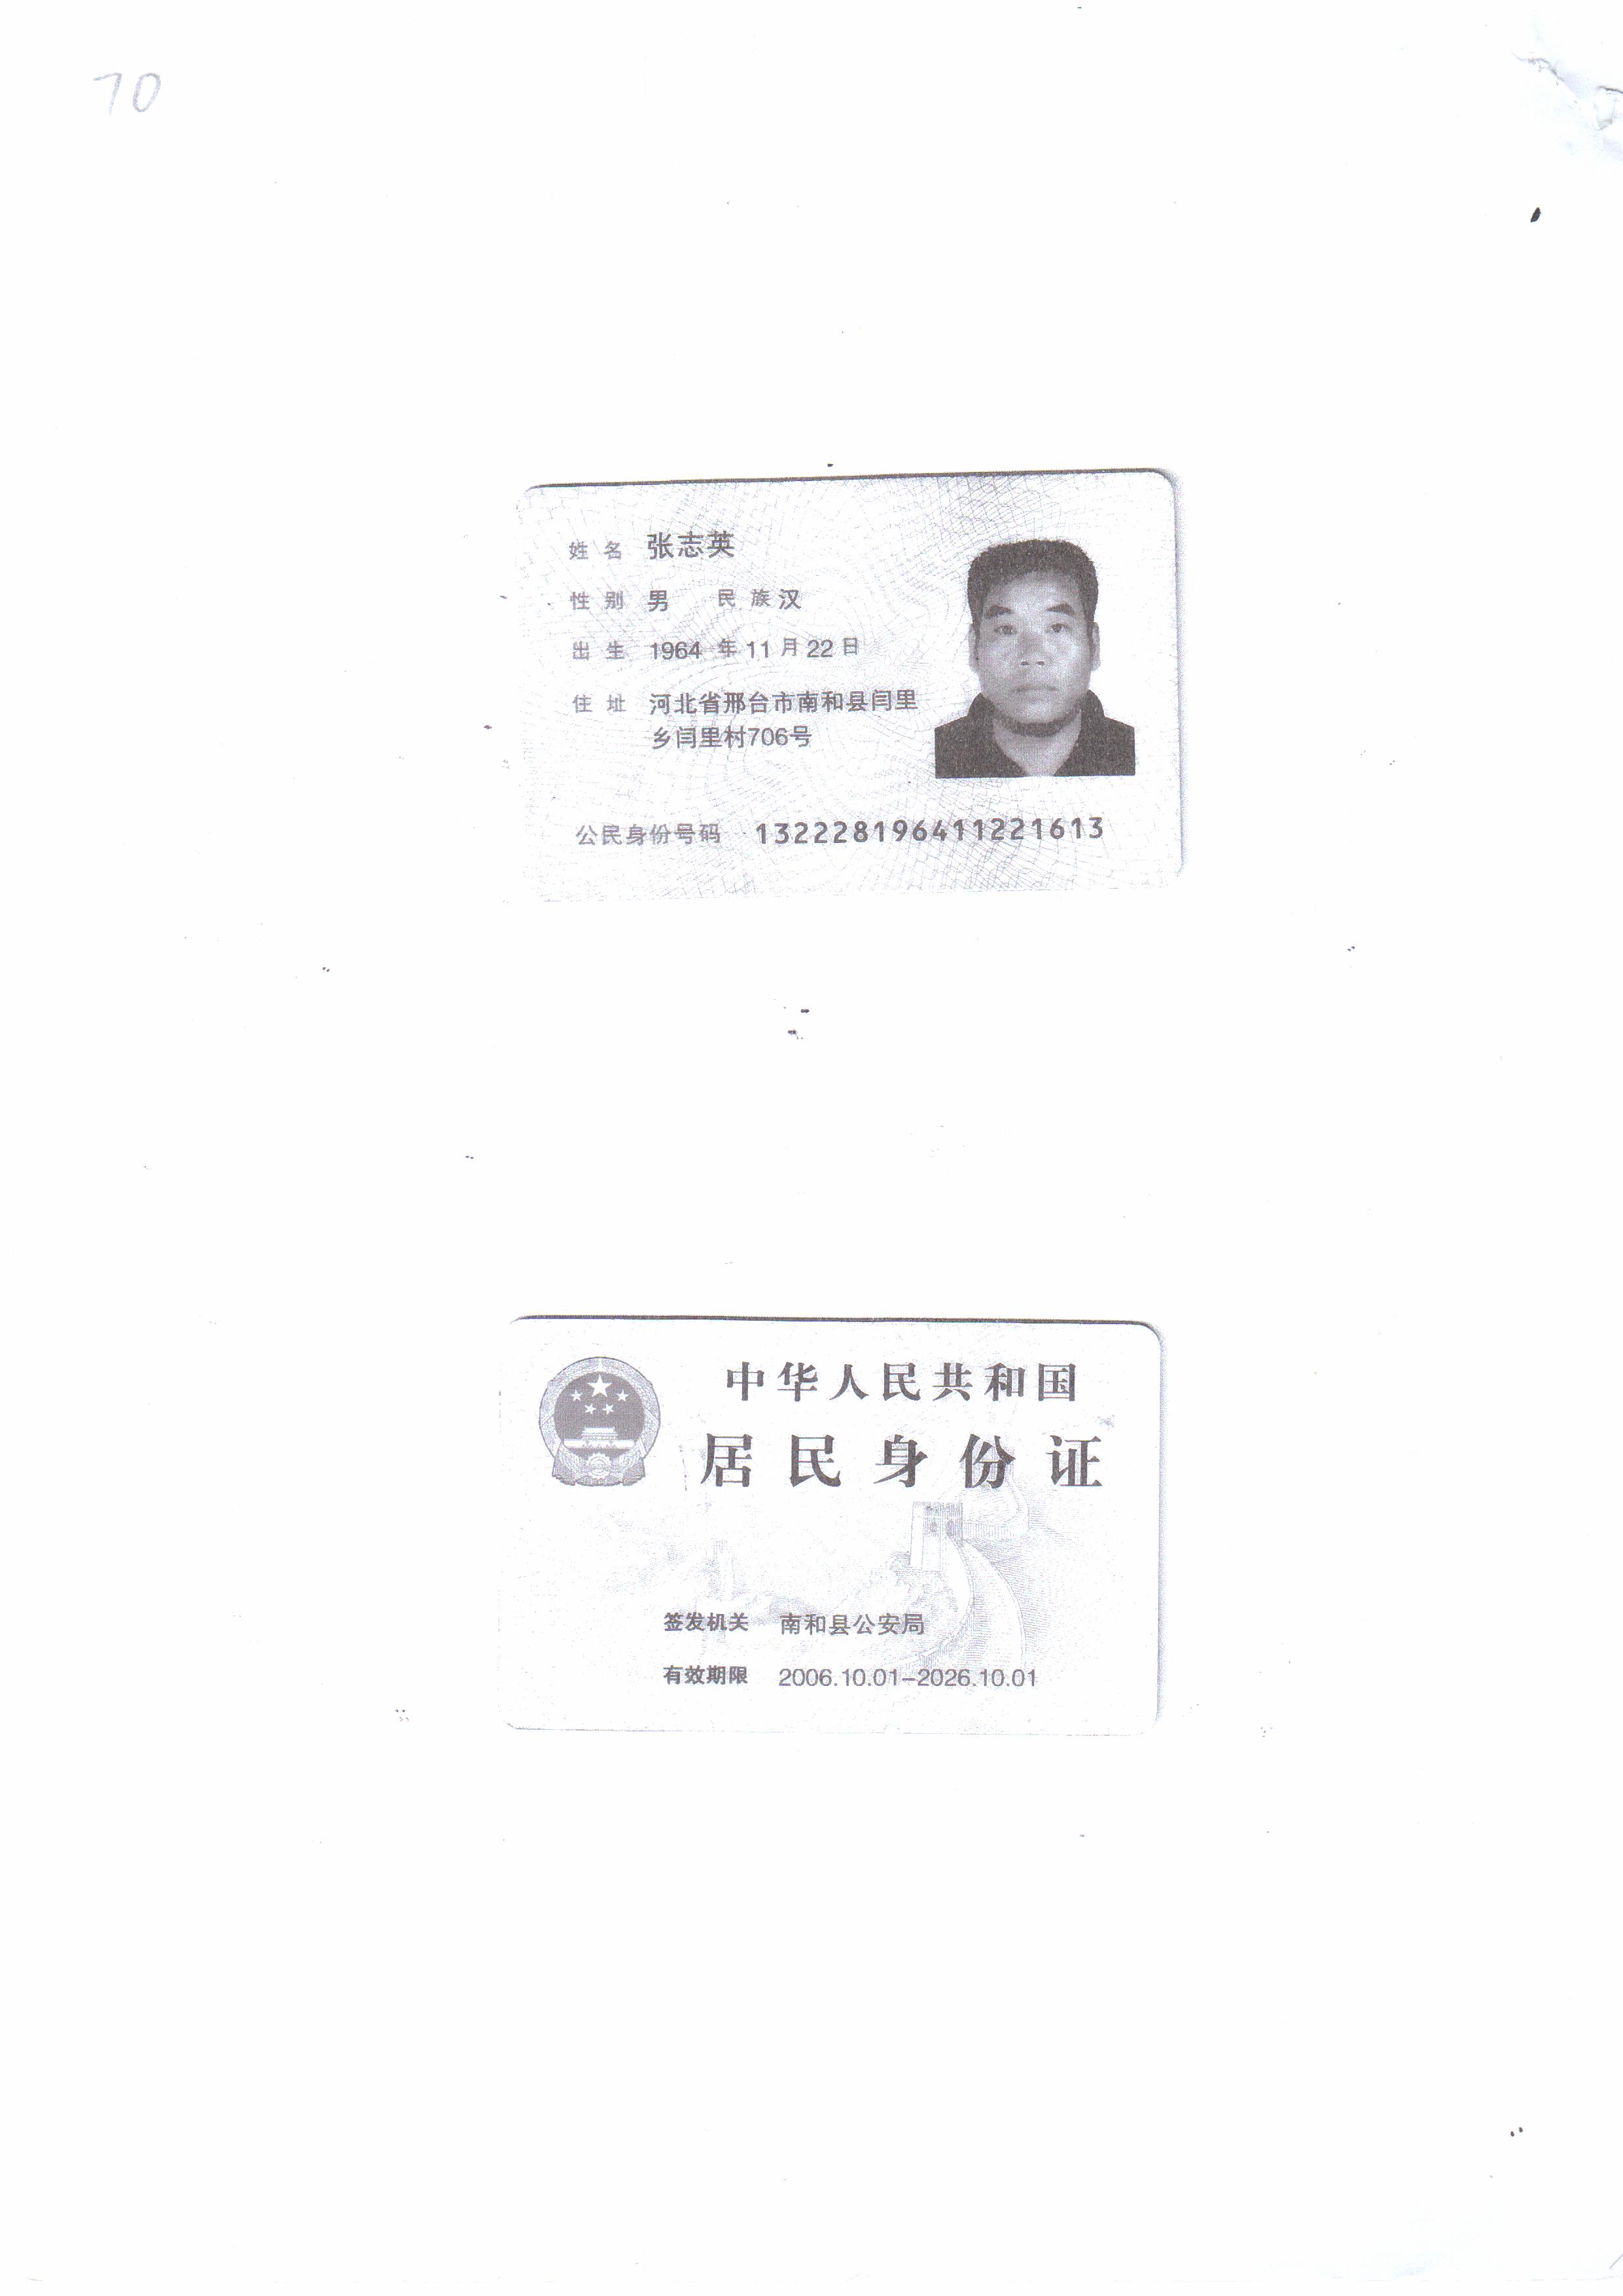 70
姓名 张志英
性别 男 民族 汉
出生 1964 年 11 月 22 日
住址 河北省邢台市南和县闫里
乡闫里村706号
公民身份号码 132228196411221613
中华人民共和国
居民身份证
签发机关 南和县公安局
有效期限 2006.10.01-2026.10.01